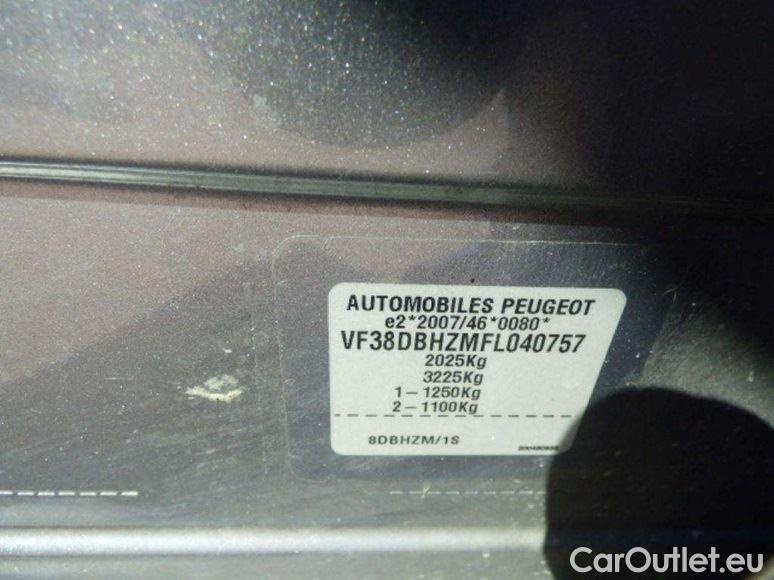 AUTOMOBILES PEUGEOT
e2*2007/46*0080*
VF38DBHZMFL040757
2025Kg
3225Kg
1–1250Kg
2–1100Kg
8DBHZM/1S
CarOutlet.eu